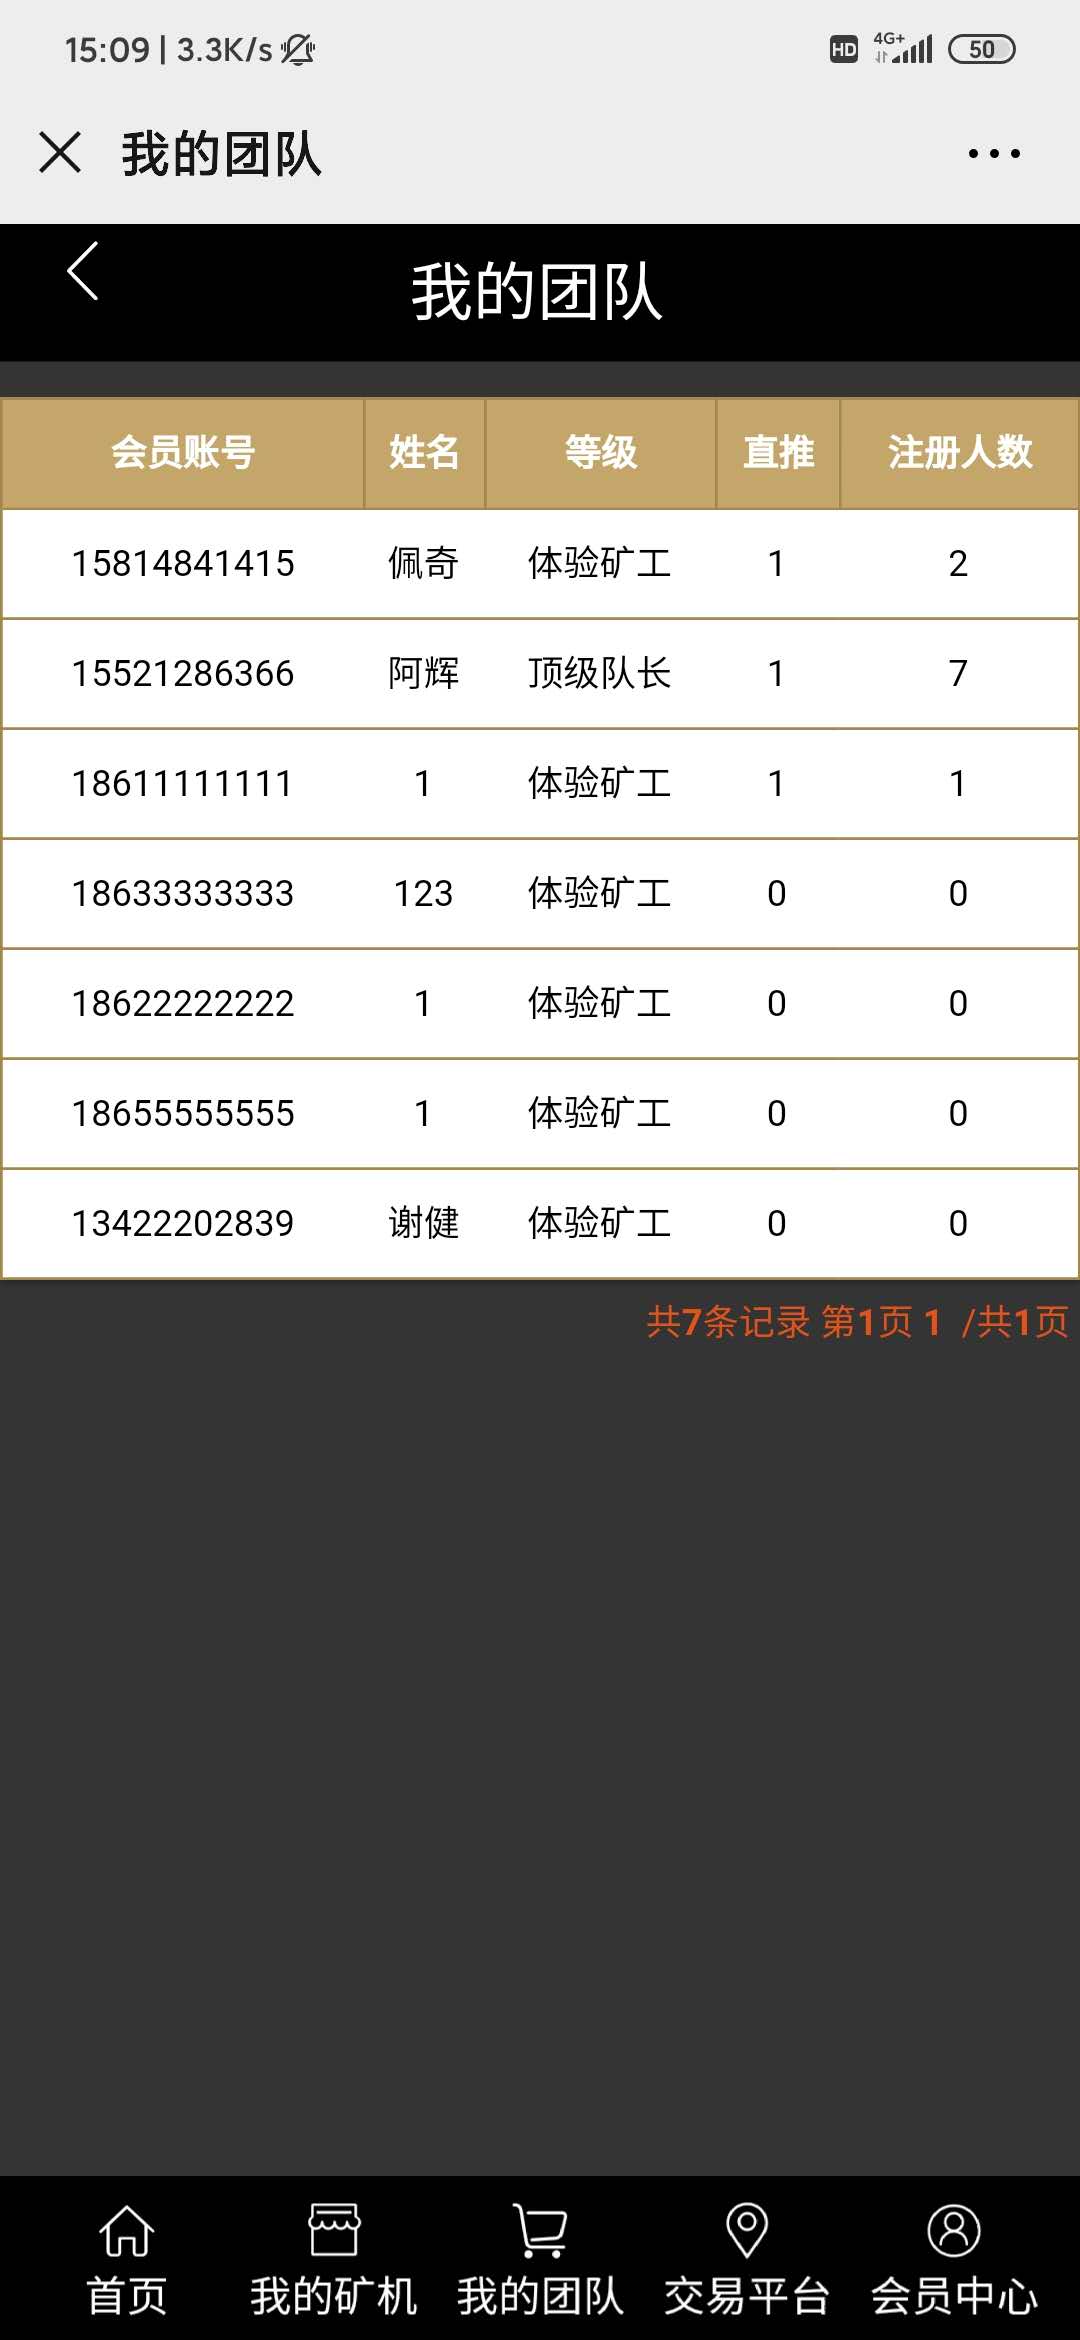 15:09 | 3.3K/s HD 4G+ 50
我的团队
我的团队
会员账号 姓名 等级 直推 注册人数
15814841415 佩奇 体验矿工 1 2
15521286366 阿辉 顶级队长 1 7
18611111111 1 体验矿工 1 1
18633333333 123 体验矿工 0 0
18622222222 1 体验矿工 0 0
18655555555 1 体验矿工 0 0
13422202839 谢健 体验矿工 0 0
共7条记录 第1页 1 /共1页
首页 我的矿机 我的团队 交易平台 会员中心